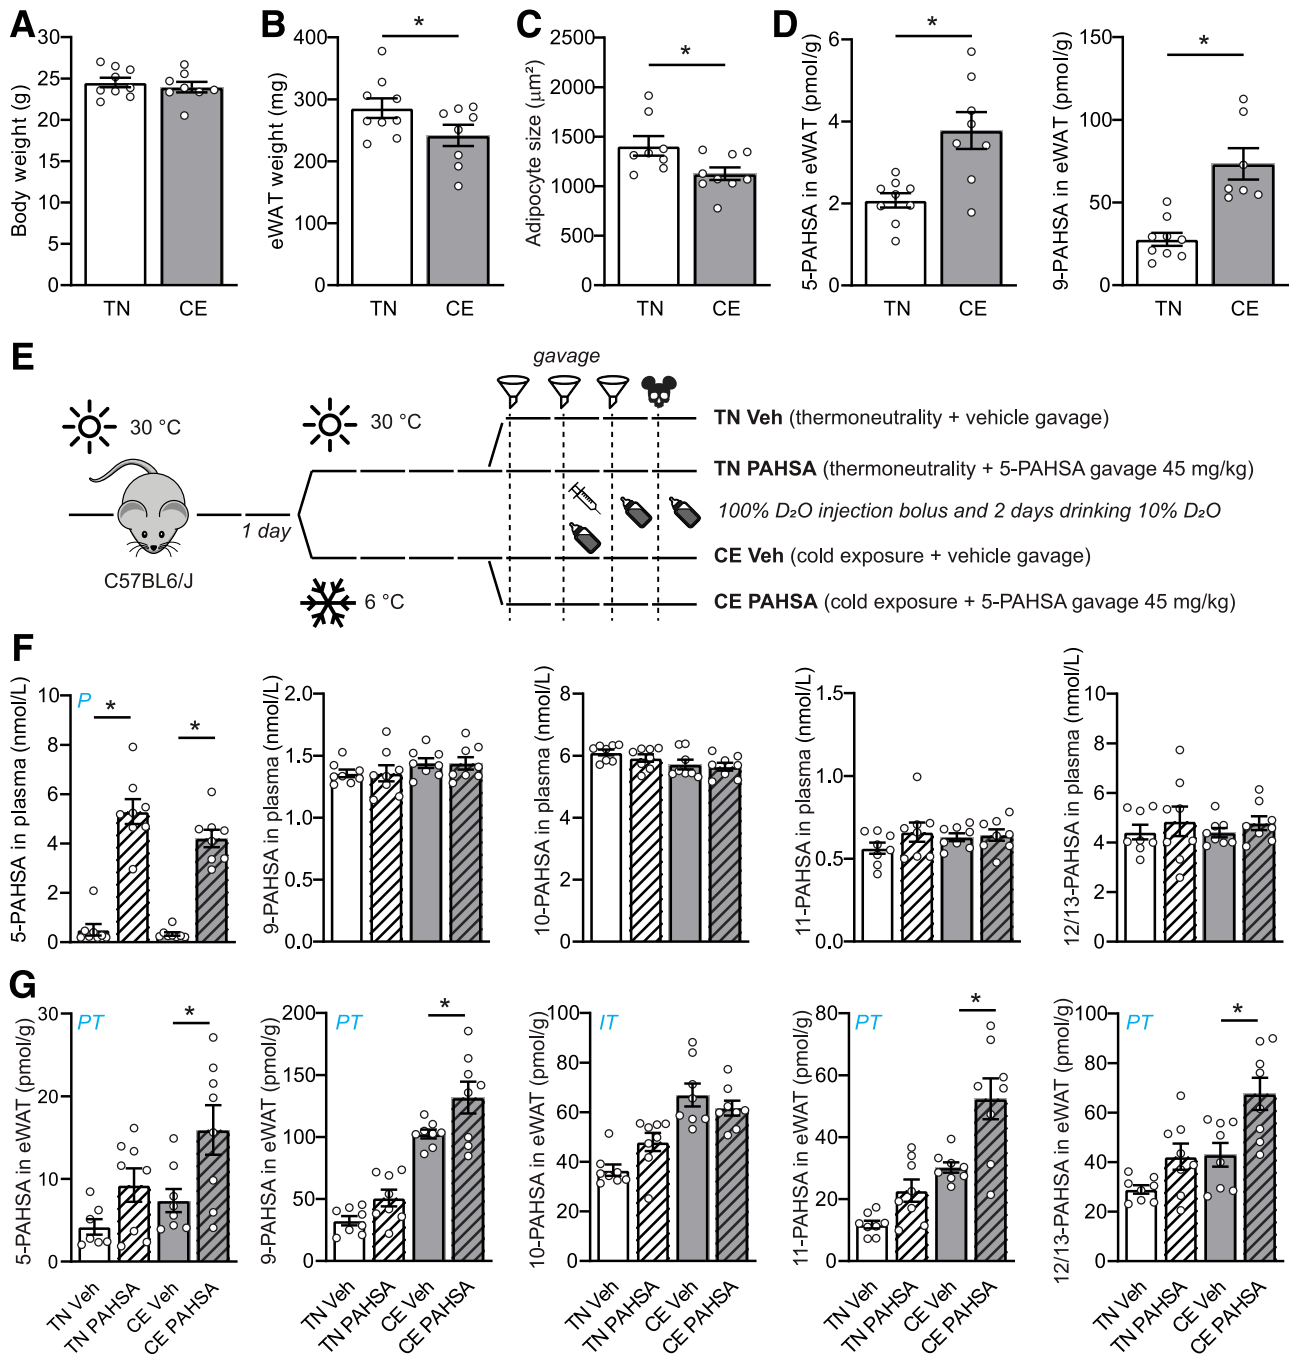 A
Body weight (g)
30
25
20
15
10
5
0
TN
CE
B
eWAT weight (mg)
400
300
200
100
0
*
TN
CE
C
Adipocyte size (μm²)
2500
2000
1500
1000
500
0
*
TN
CE
D
5-PAHSA in eWAT (pmol/g)
6
4
2
0
*
TN
CE
9-PAHSA in eWAT (pmol/g)
150
100
50
0
*
TN
CE
E
gavage
30 °C
30 °C
1 day
C57BL6/J
6 °C
TN Veh (thermoneutrality + vehicle gavage)
TN PAHSA (thermoneutrality + 5-PAHSA gavage 45 mg/kg)
100% D₂O injection bolus and 2 days drinking 10% D₂O
CE Veh (cold exposure + vehicle gavage)
CE PAHSA (cold exposure + 5-PAHSA gavage 45 mg/kg)
F
5-PAHSA in plasma (nmol/L)
10
8
6
4
2
0
P
*
*
9-PAHSA in plasma (nmol/L)
2.0
1.5
1.0
0.5
0.0
10-PAHSA in plasma (nmol/L)
8
6
4
2
0
11-PAHSA in plasma (nmol/L)
1.5
1.0
0.5
0.0
12/13-PAHSA in plasma (nmol/L)
10
8
6
4
2
0
G
5-PAHSA in eWAT (pmol/g)
30
20
10
0
PT
*
TN Veh
TN PAHSA
CE Veh
CE PAHSA
9-PAHSA in eWAT (pmol/g)
200
150
100
50
0
PT
*
TN Veh
TN PAHSA
CE Veh
CE PAHSA
10-PAHSA in eWAT (pmol/g)
100
80
60
40
20
0
IT
TN Veh
TN PAHSA
CE Veh
CE PAHSA
11-PAHSA in eWAT (pmol/g)
80
60
40
20
0
PT
*
TN Veh
TN PAHSA
CE Veh
CE PAHSA
12/13-PAHSA in eWAT (pmol/g)
100
80
60
40
20
0
PT
*
TN Veh
TN PAHSA
CE Veh
CE PAHSA